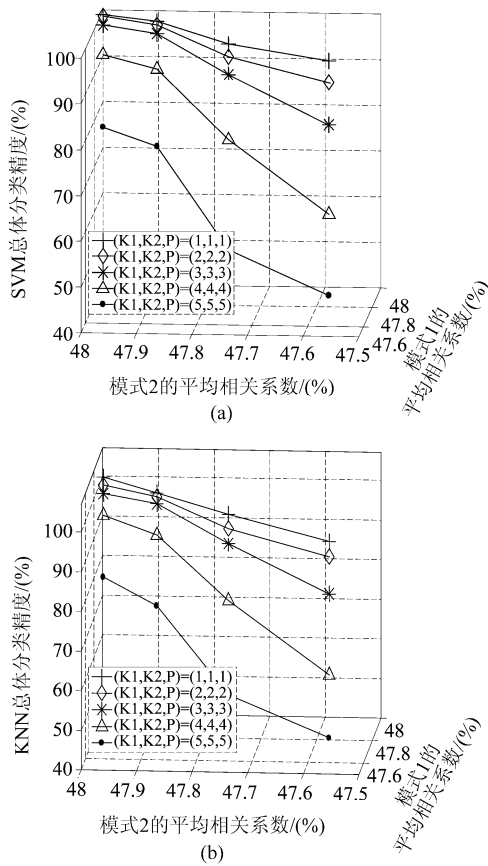 100
90
80
70
60
50
40
SVM总体分类精度/(%)
(K1,K2,P)=(1,1,1)
(K1,K2,P)=(2,2,2)
(K1,K2,P)=(3,3,3)
(K1,K2,P)=(4,4,4)
(K1,K2,P)=(5,5,5)
48
47.9
47.8
47.7
47.6
47.5
模式2的平均相关系数/(%)
48
47.8
47.6
模式1的
平均相关系数/(%)
(a)
100
90
80
70
60
50
40
KNN总体分类精度/(%)
(K1,K2,P)=(1,1,1)
(K1,K2,P)=(2,2,2)
(K1,K2,P)=(3,3,3)
(K1,K2,P)=(4,4,4)
(K1,K2,P)=(5,5,5)
48
47.9
47.8
47.7
47.6
47.5
模式2的平均相关系数/(%)
48
47.8
47.6
模式1的
平均相关系数/(%)
(b)